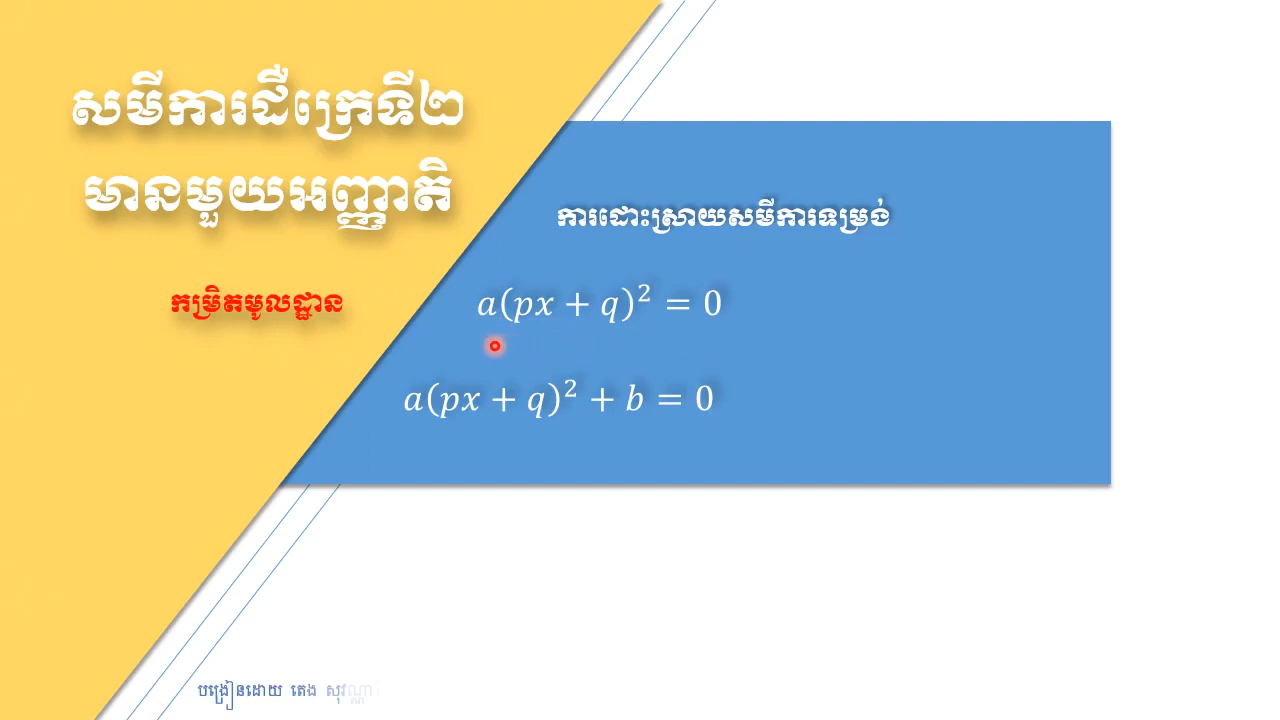 សមីការដឺក្រេទី២
មានមួយអញ្ញាតិ
កម្រិតមូលដ្ឋាន
ការដោះស្រាយសមីការទម្រង់
a(px + q)² = 0
a(px + q)² + b = 0
បង្រៀនដោយ តេង